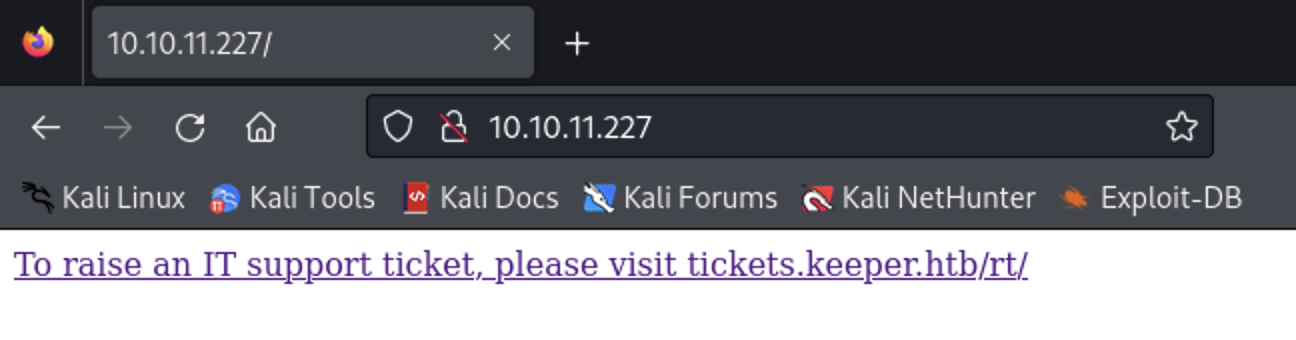 10.10.11.227/
10.10.11.227
Kali Linux Kali Tools Kali Docs Kali Forums Kali NetHunter Exploit-DB
To raise an IT support ticket, please visit tickets.keeper.htb/rt/